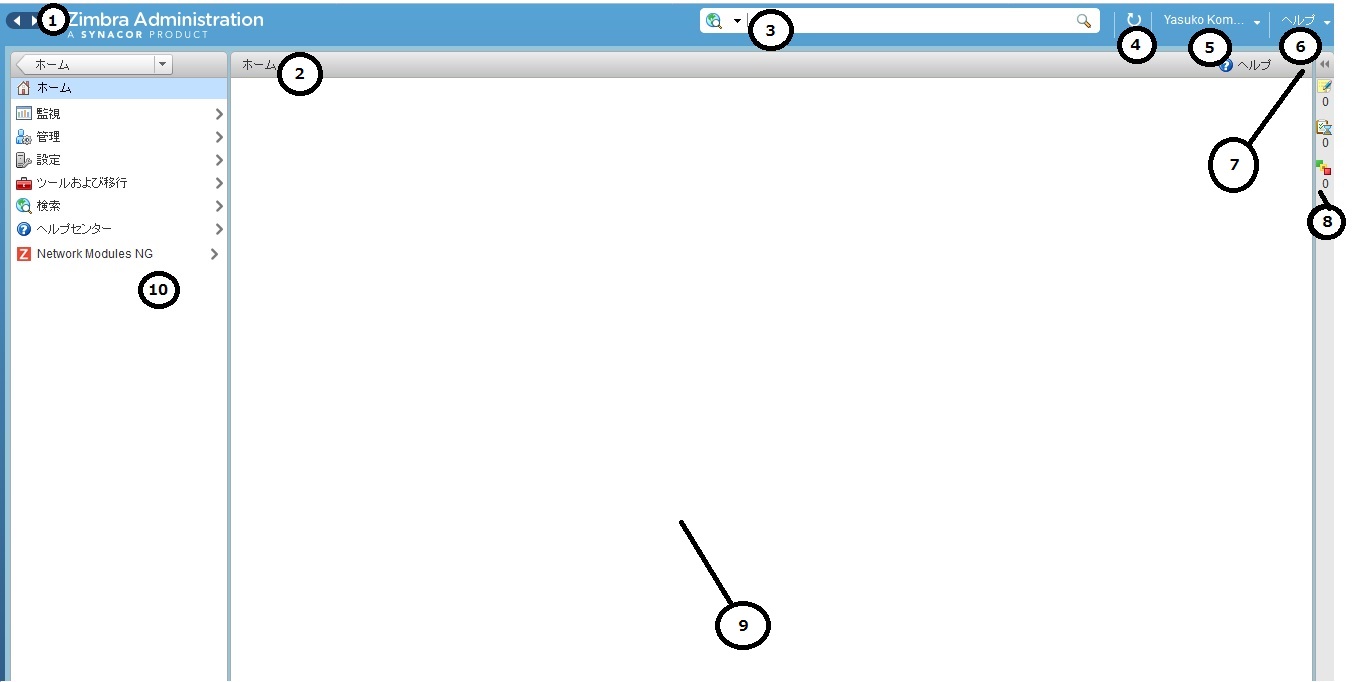 1
Zimbra Administration
A SYNACOR PRODUCT
3
4
Yasuko Kom...
5
ヘルプ
6
ホーム
ホーム
2
ヘルプ
ホーム
監視
管理
設定
ツールおよび移行
検索
ヘルプセンター
Network Modules NG
10
7
0
0
0
8
9